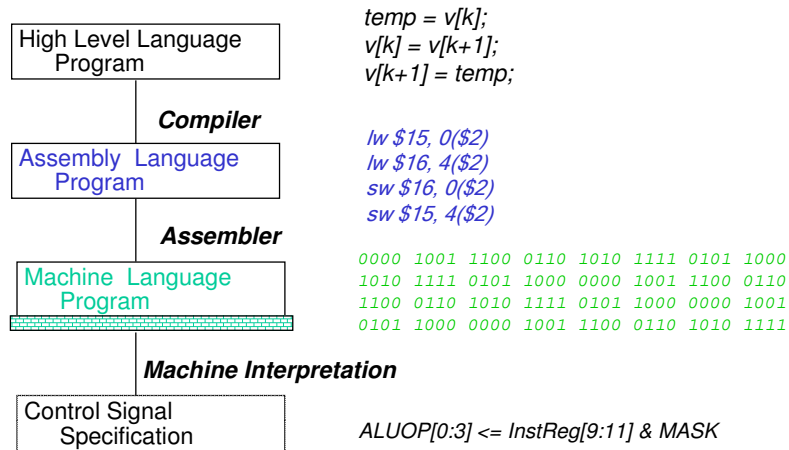 High Level Language
Program
temp = v[k];
v[k] = v[k+1];
v[k+1] = temp;
Compiler
Assembly Language
Program
lw $15, 0($2)
lw $16, 4($2)
sw $16, 0($2)
sw $15, 4($2)
Assembler
Machine Language
Program
0000 1001 1100 0110 1010 1111 0101 1000
1010 1111 0101 1000 0000 1001 1100 0110
1100 0110 1010 1111 0101 1000 0000 1001
0101 1000 0000 1001 1100 0110 1010 1111
Machine Interpretation
Control Signal
Specification
ALUOP[0:3] <= InstReg[9:11] & MASK